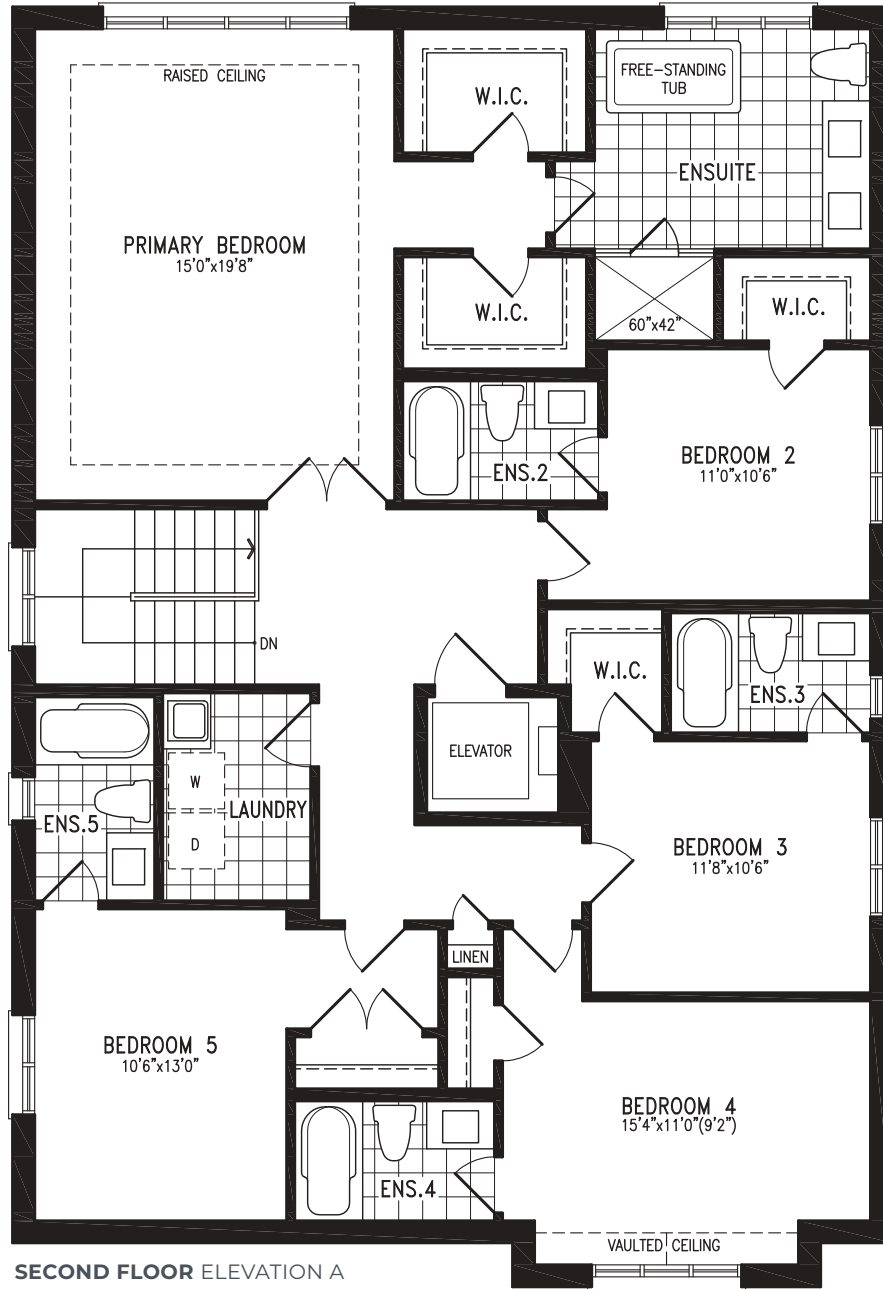 RAISED CEILING
W.I.C.
FREE-STANDING
TUB
ENSUITE
PRIMARY BEDROOM
15'0"x19'8"
W.I.C.
60"x42"
W.I.C.
ENS.2
BEDROOM 2
11'0"x10'6"
DN
W.I.C.
ENS.3
ELEVATOR
W
D
LAUNDRY
ENS.5
BEDROOM 3
11'8"x10'6"
LINEN
BEDROOM 5
10'6"x13'0"
BEDROOM 4
15'4"x11'0"(9'2")
ENS.4
VAULTED CEILING
SECOND FLOOR ELEVATION A